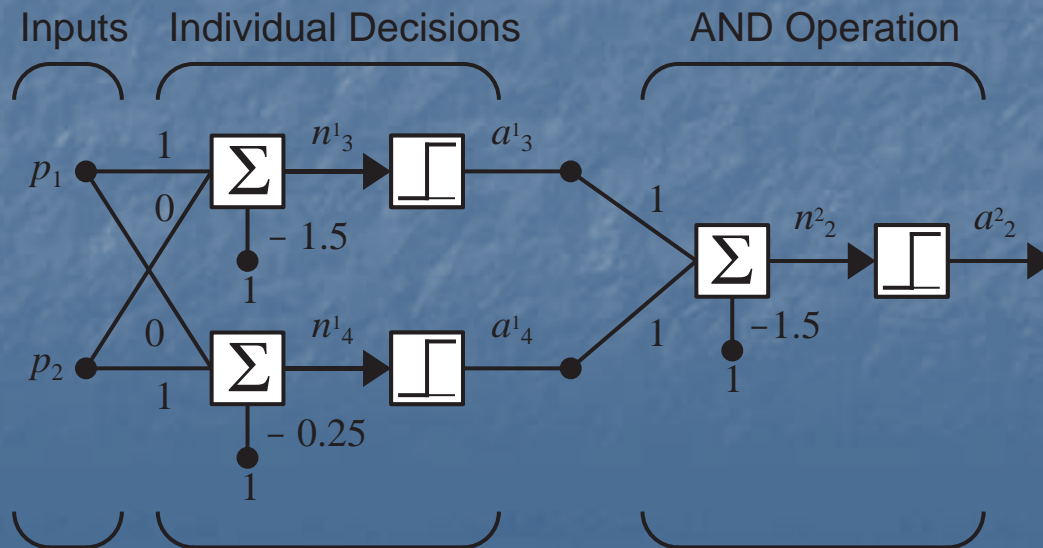 Inputs Individual Decisions AND Operation
1 n¹₃ a¹₃
p₁ Σ
0 1
- 1.5 n²₂ a²₂
1 Σ
0 n¹₄ a¹₄ 1 -1.5
p₂ Σ
1 1
- 0.25
1